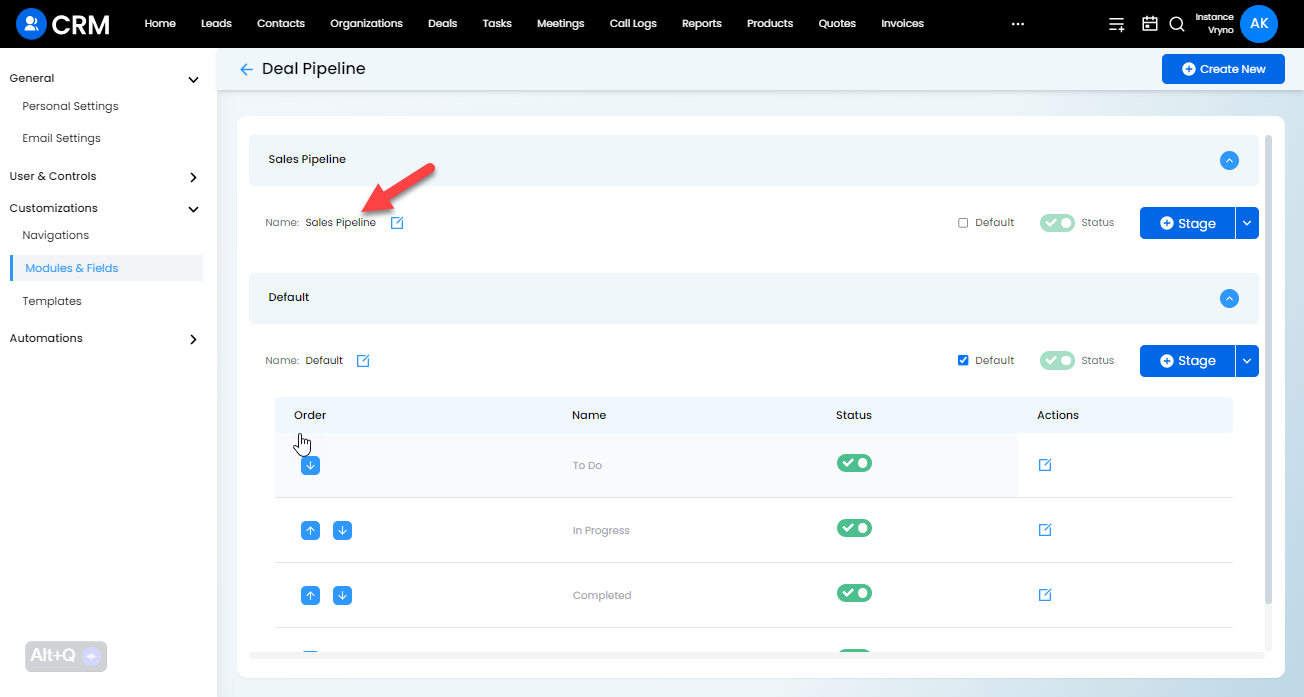 CRM
Home Leads Contacts Organizations Deals Tasks Meetings Call Logs Reports Products Quotes Invoices ...
Instance
Vryno
AK
General
Personal Settings
Email Settings
User & Controls
Customizations
Navigations
Modules & Fields
Templates
Automations
Alt+Q
Deal Pipeline
Create New
Sales Pipeline
Name: Sales Pipeline Default Status Stage
Default
Name: Default Default Status Stage
Order Name Status Actions
To Do
In Progress
Completed